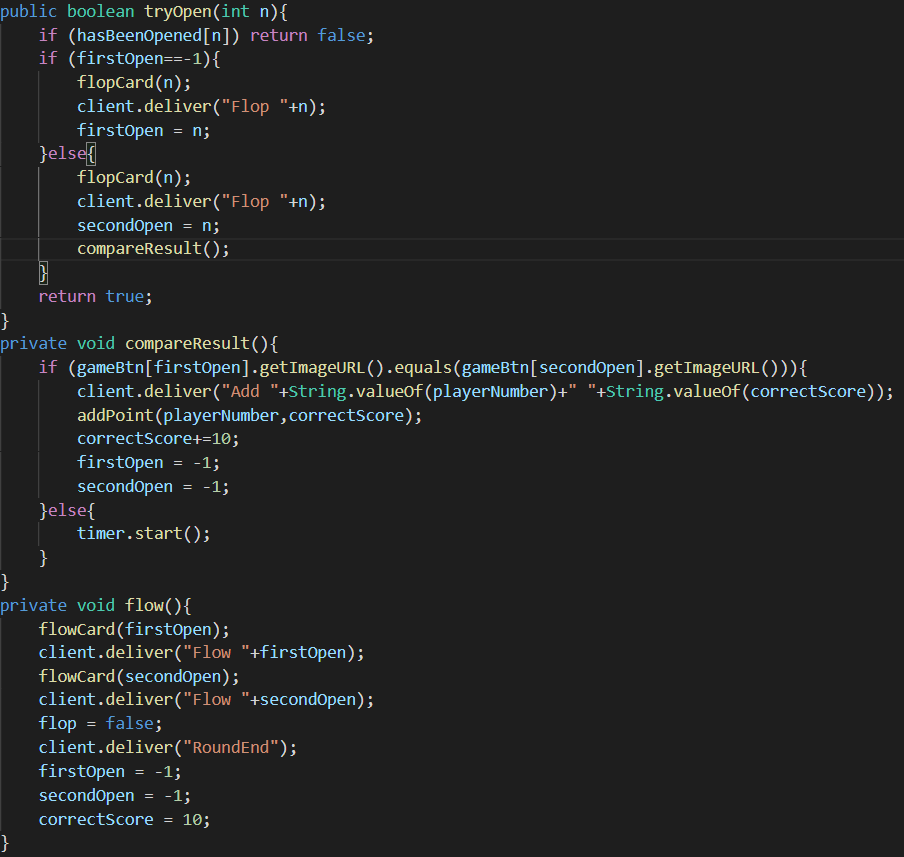 public boolean tryOpen(int n){
    if (hasBeenOpened[n]) return false;
    if (firstOpen==-1){
        flopCard(n);
        client.deliver("Flop "+n);
        firstOpen = n;
    }else{
        flopCard(n);
        client.deliver("Flop "+n);
        secondOpen = n;
        compareResult();
    }
    return true;
}
private void compareResult(){
    if (gameBtn[firstOpen].getImageURL().equals(gameBtn[secondOpen].getImageURL())){
        client.deliver("Add "+String.valueOf(playerNumber)+" "+String.valueOf(correctScore));
        addPoint(playerNumber,correctScore);
        correctScore+=10;
        firstOpen = -1;
        secondOpen = -1;
    }else{
        timer.start();
    }
}
private void flow(){
    flowCard(firstOpen);
    client.deliver("Flow "+firstOpen);
    flowCard(secondOpen);
    client.deliver("Flow "+secondOpen);
    flop = false;
    client.deliver("RoundEnd");
    firstOpen = -1;
    secondOpen = -1;
    correctScore = 10;
}